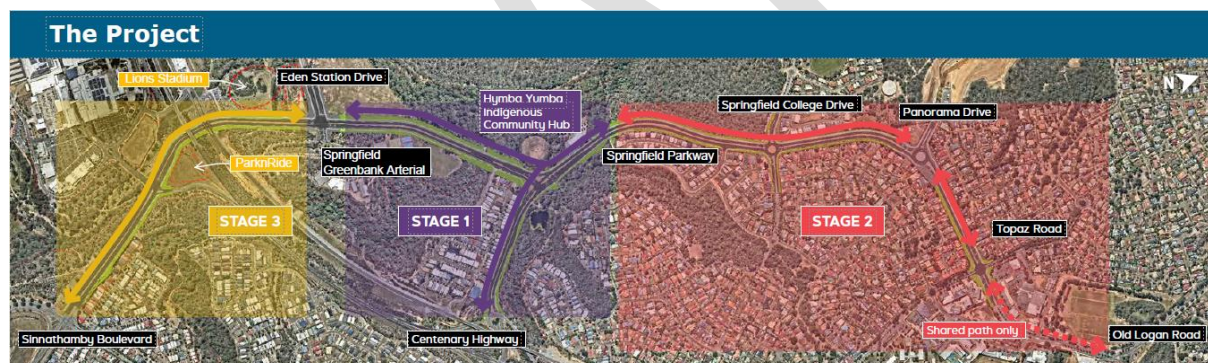 The Project
Lions Stadium
Eden Station Drive
N
Hymba Yumba
Indigenous
Community Hub
Springfield College Drive
Panorama Drive
ParknRide
Springfield
Greenbank Arterial
Springfield Parkway
STAGE 3
STAGE 1
STAGE 2
Topaz Road
Sinnathamby Boulevard
Centenary Highway
Shared path only
Old Logan Road